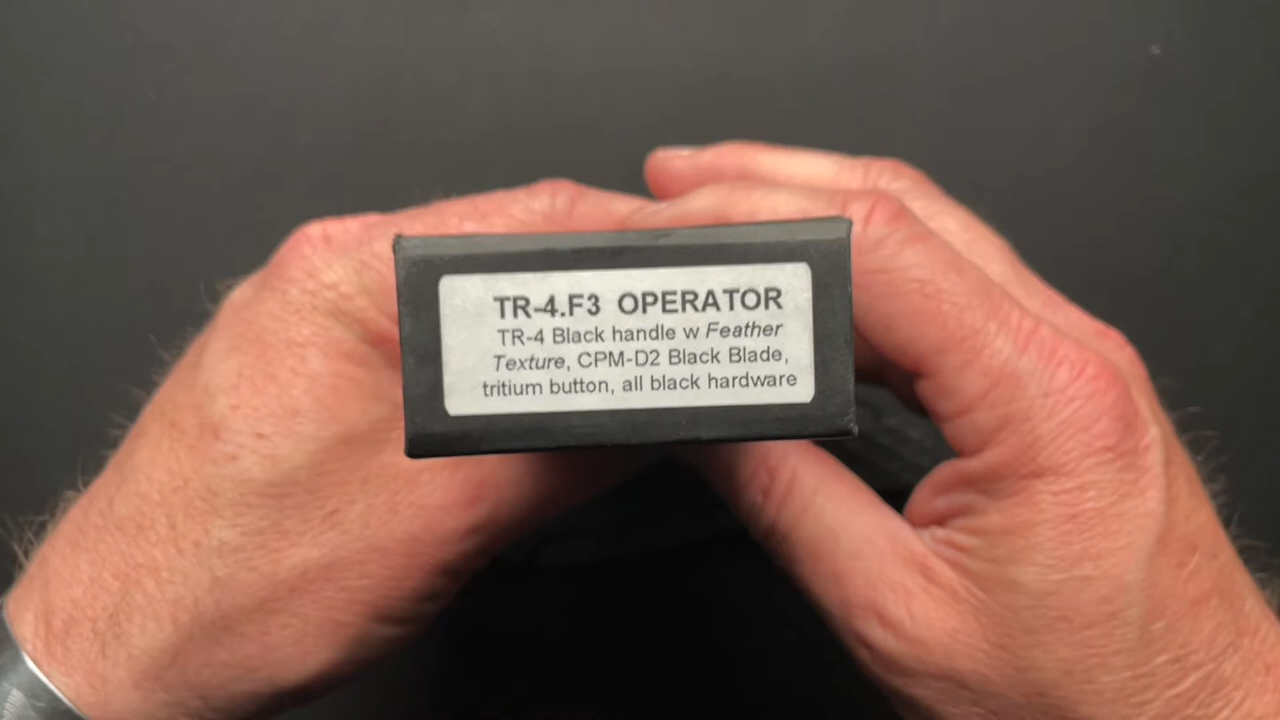 TR-4.F3 OPERATOR
TR-4 Black handle w Feather
Texture, CPM-D2 Black Blade,
tritium button, all black hardware